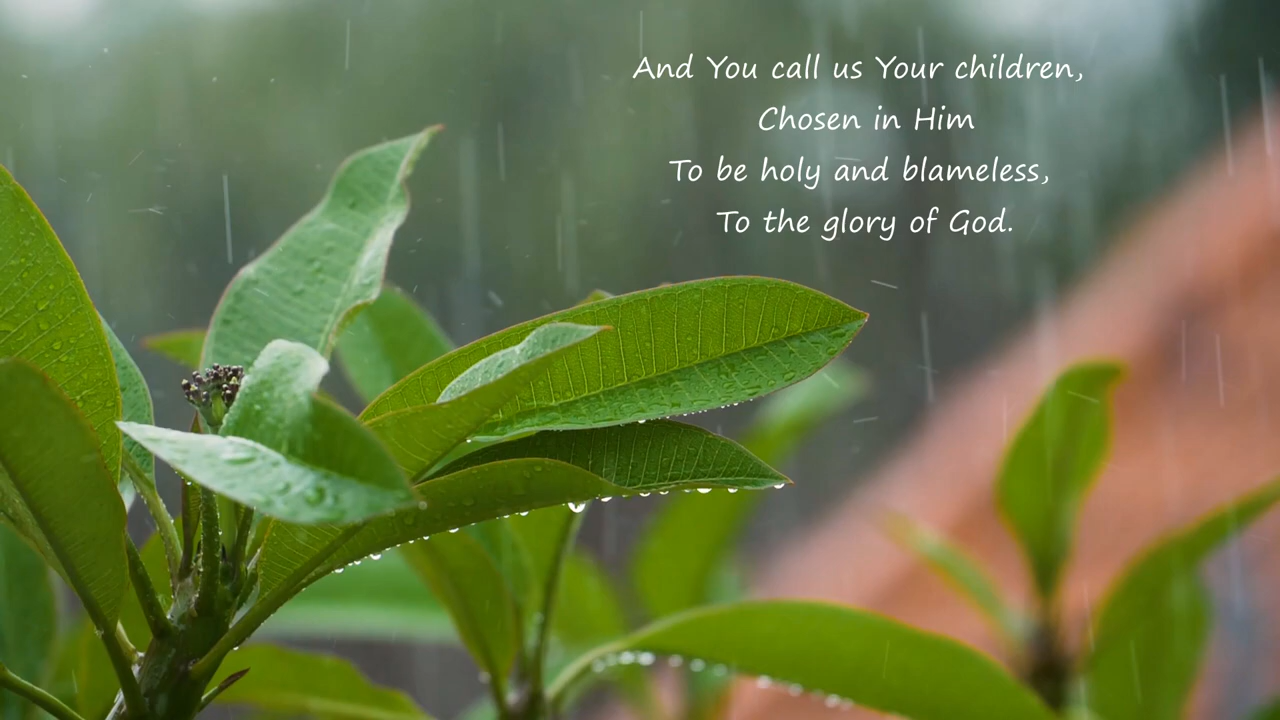 And You call us Your children,
Chosen in Him
To be holy and blameless,
To the glory of God.